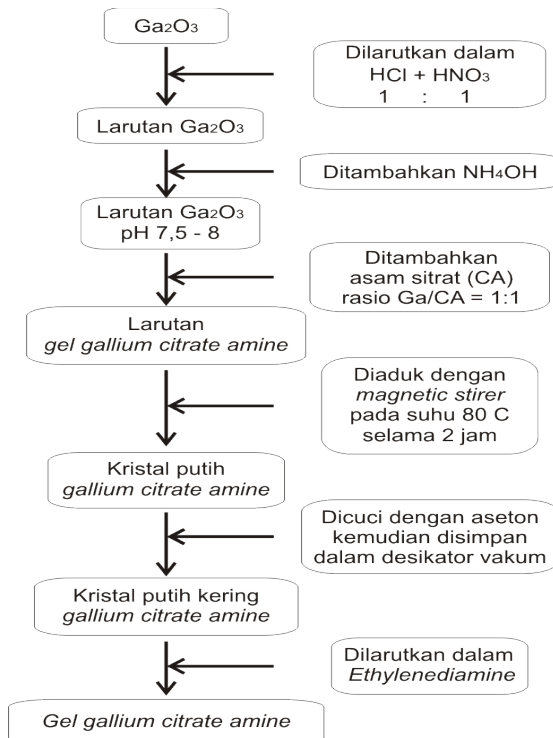 Ga₂O₃
Dilarutkan dalam
HCl + HNO₃
1 : 1
Larutan Ga₂O₃
Ditambahkan NH₄OH
Larutan Ga₂O₃
pH 7,5 - 8
Ditambahkan
asam sitrat (CA)
rasio Ga/CA = 1:1
Larutan
gel gallium citrate amine
Diaduk dengan
magnetic stirer
pada suhu 80 C
selama 2 jam
Kristal putih
gallium citrate amine
Dicuci dengan aseton
kemudian disimpan
dalam desikator vakum
Kristal putih kering
gallium citrate amine
Dilarutkan dalam
Ethylenediamine
Gel gallium citrate amine